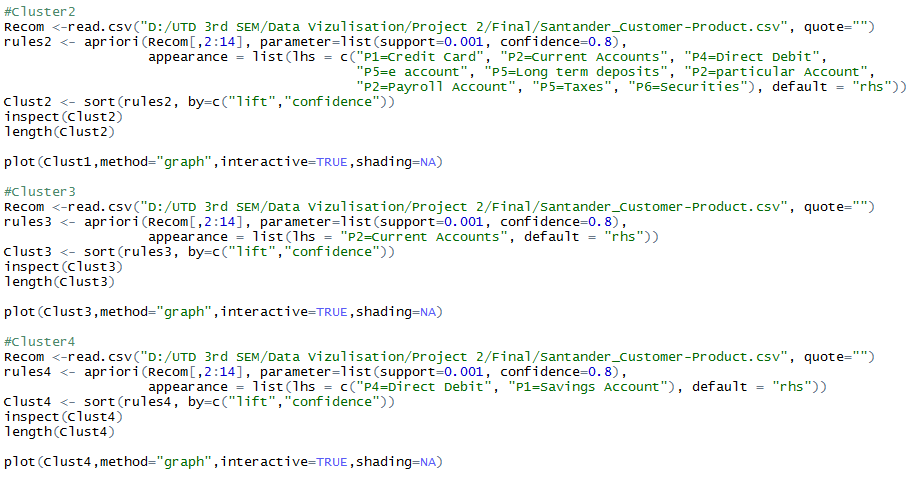 #Cluster2
Recom <-read.csv("D:/UTD 3rd SEM/Data Vizulisation/Project 2/Final/Santander_Customer-Product.csv", quote="")
rules2 <- apriori(Recom[,2:14], parameter=list(support=0.001, confidence=0.8),
appearance = list(lhs = c("P1=Credit Card", "P2=Current Accounts", "P4=Direct Debit",
"P5=e account", "P5=Long term deposits", "P2=particular Account",
"P2=Payroll Account", "P5=Taxes", "P6=Securities"), default = "rhs"))
Clust2 <- sort(rules2, by=c("lift","confidence"))
inspect(Clust2)
length(Clust2)
plot(Clust1,method="graph",interactive=TRUE,shading=NA)
#Cluster3
Recom <-read.csv("D:/UTD 3rd SEM/Data Vizulisation/Project 2/Final/Santander_Customer-Product.csv", quote="")
rules3 <- apriori(Recom[,2:14], parameter=list(support=0.001, confidence=0.8),
appearance = list(lhs = "P2=Current Accounts", default = "rhs"))
Clust3 <- sort(rules3, by=c("lift","confidence"))
inspect(Clust3)
length(Clust3)
plot(Clust3,method="graph",interactive=TRUE,shading=NA)
#Cluster4
Recom <-read.csv("D:/UTD 3rd SEM/Data Vizulisation/Project 2/Final/Santander_Customer-Product.csv", quote="")
rules4 <- apriori(Recom[,2:14], parameter=list(support=0.001, confidence=0.8),
appearance = list(lhs = c("P4=Direct Debit", "P1=Savings Account"), default = "rhs"))
Clust4 <- sort(rules4, by=c("lift","confidence"))
inspect(Clust4)
length(Clust4)
plot(Clust4,method="graph",interactive=TRUE,shading=NA)